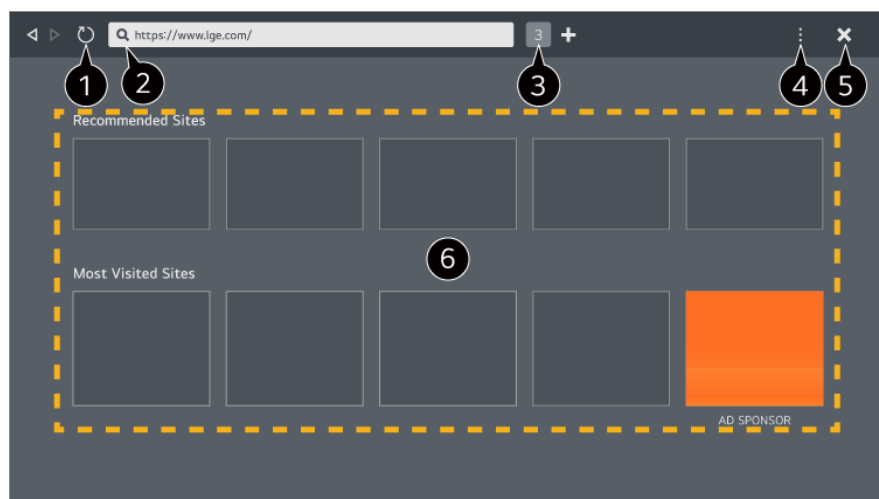 https://www.lge.com/ 3
1 2 3 4 5
Recommended Sites
6
Most Visited Sites
AD SPONSOR